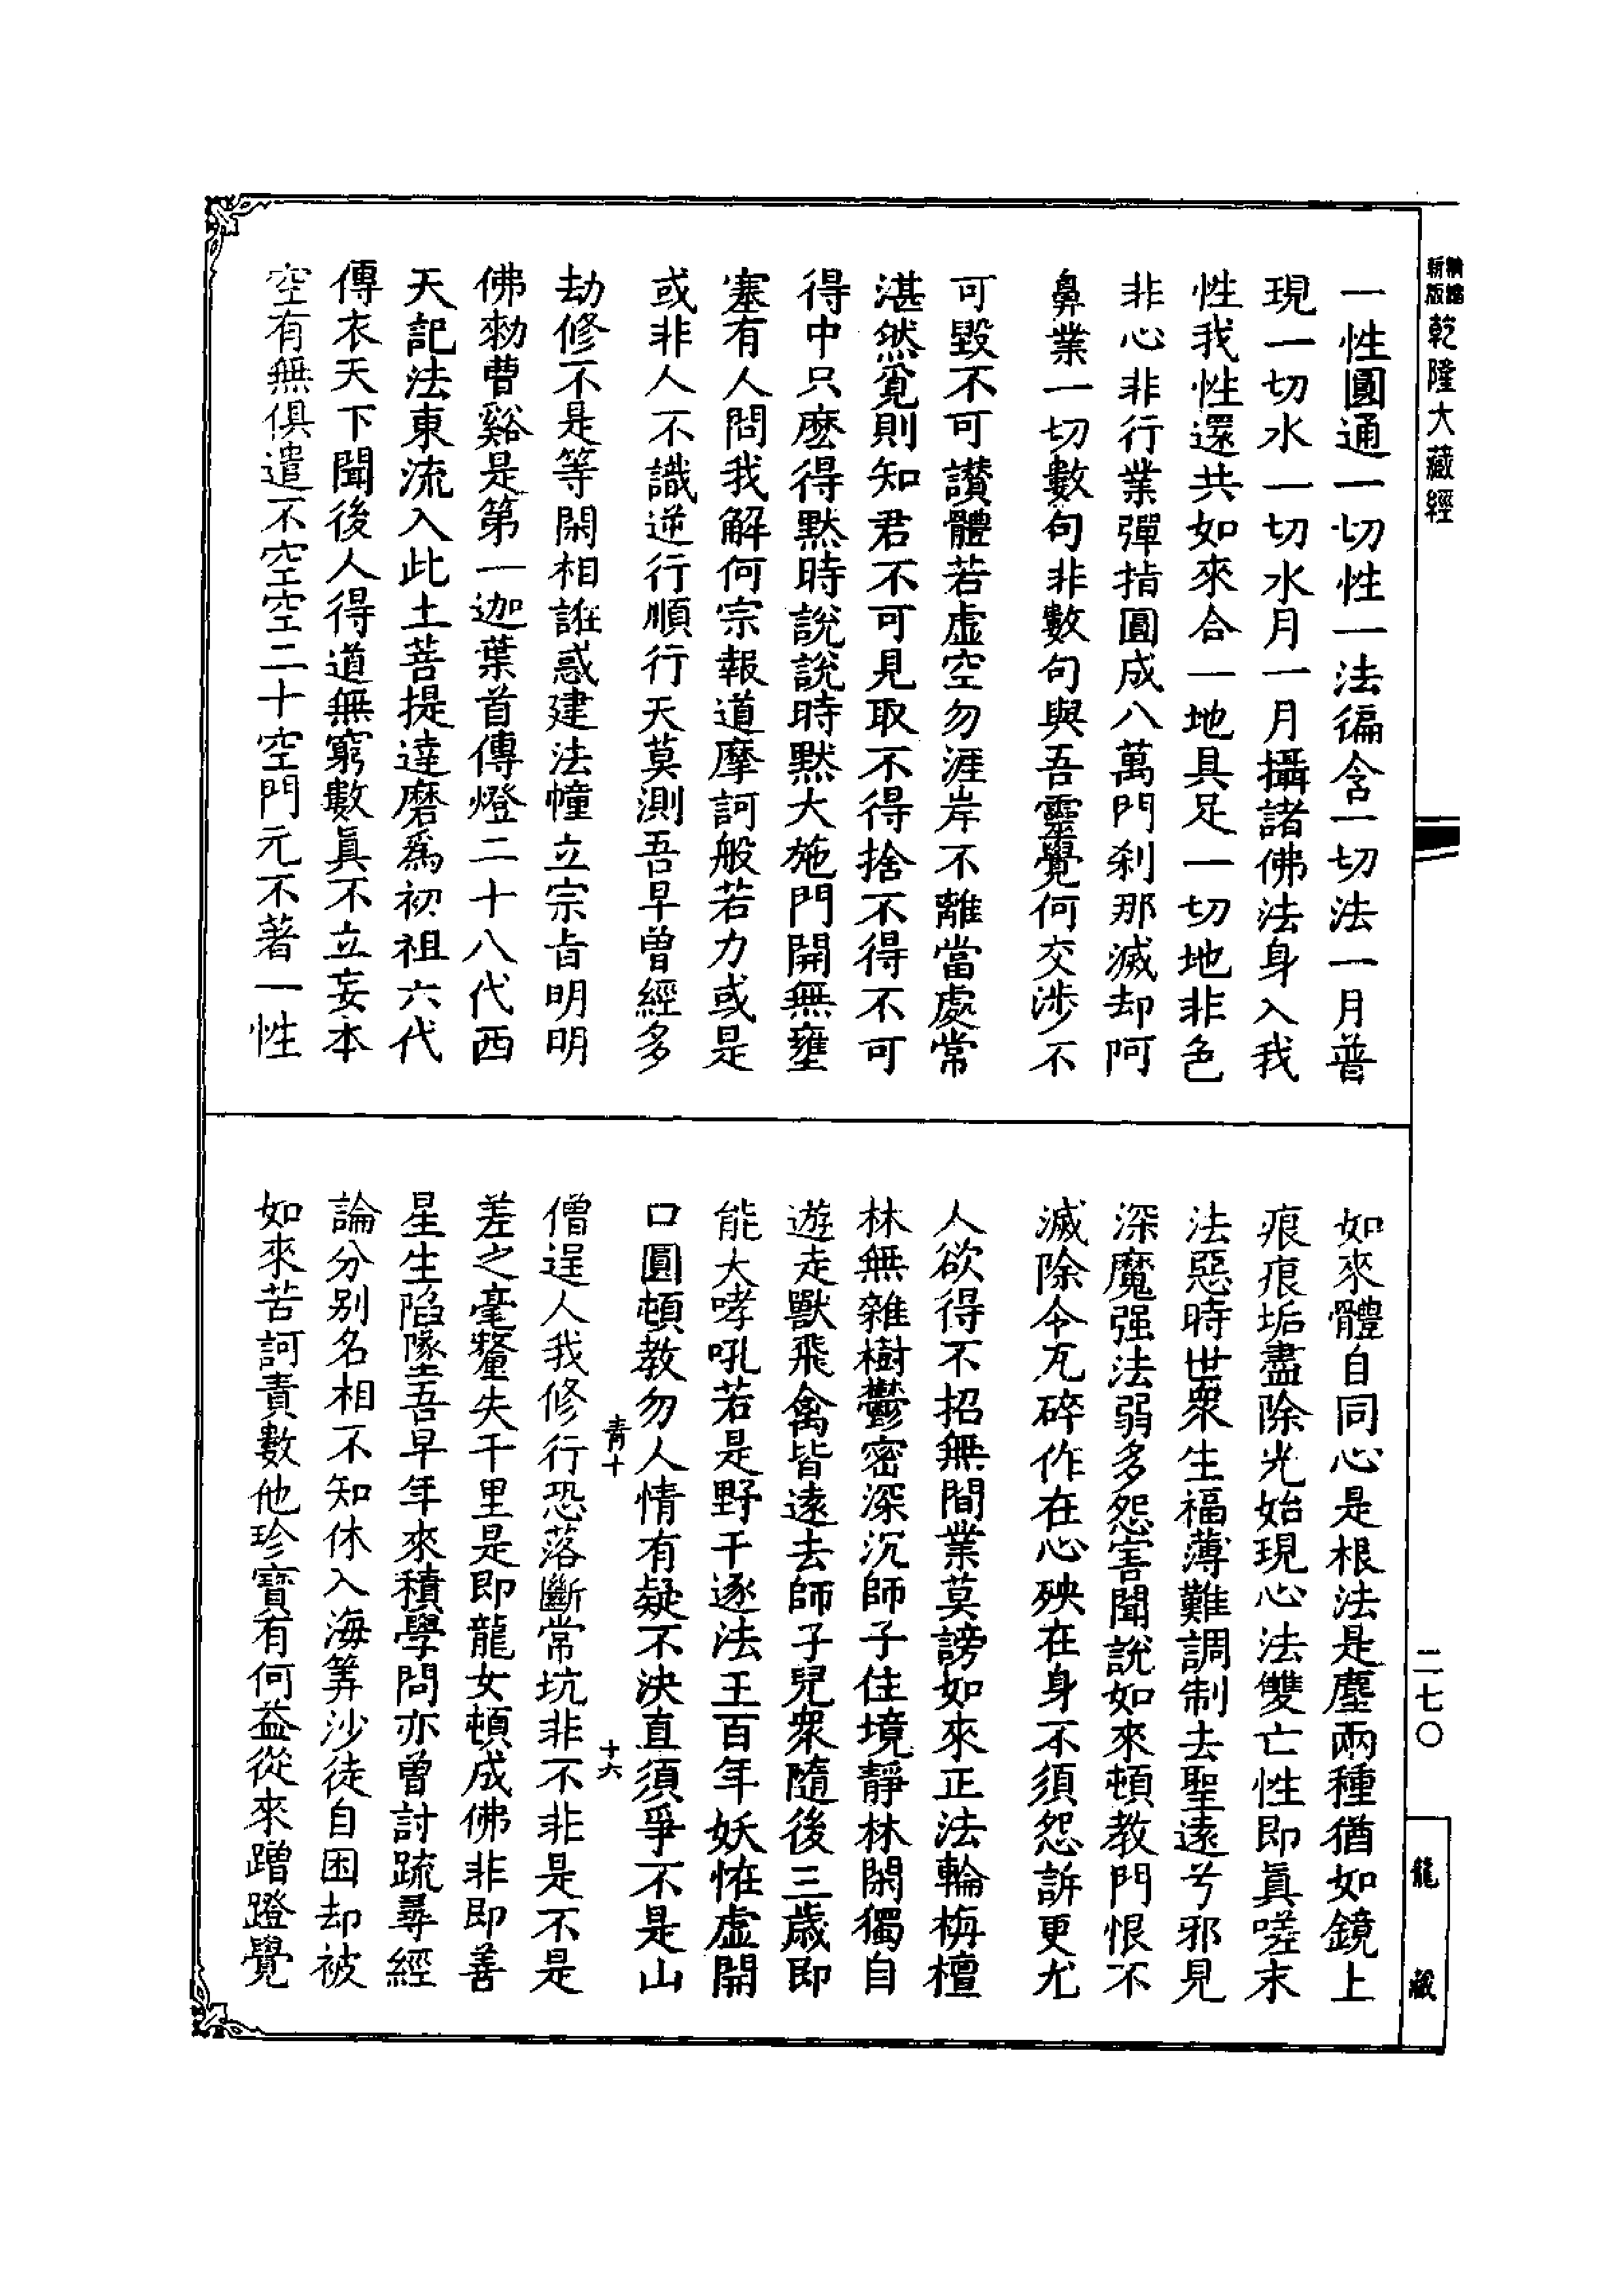 乾隆大藏經
一性圓通一切性一法徧含一切法一月普
現一切水一切水月一月攝諸佛法身入我
性我性還共如來合一地具足一切地非色
非心非行業彈指圓成八萬門刹那滅却阿
鼻業一切數句非數句與吾靈覺何交涉不
可毀不可讚體若虛空勿涯岸不離當處常
湛然覓則知君不可見取不得捨不得不可
得中只麽得默時說說時默大施門開無壅
塞有人問我解何宗報道摩訶般若力或是
或非人不識逆行順行天莫測吾早曾經多
劫修不是等閑相誑惑建法幢立宗旨明明
佛勑曹谿是第一迦葉首傳燈二十八代西
天記法東流入此土菩提達磨爲初祖六代
傳衣天下聞後人得道無窮數眞不立妄本
空有無俱遣不空空二十空門元不著一性
如來體自同心是根法是塵兩種猶如鏡上
痕痕垢盡除光始現心法雙亡性即眞嗟末
法惡時世衆生福薄難調制去聖遠兮邪見
深魔强法弱多怨害聞說如來頓教門恨不
滅除令瓦碎作在心殃在身不須怨訴更尤
人欲得不招無間業莫謗如來正法輪栴檀
林無雜樹鬱密深沉師子住境靜林閑獨自
遊走獸飛禽皆遠去師子兒衆隨後三歲即
能大哮吼若是野干逐法王百年妖恠虛開
口圓頓教勿人情有疑不決直須爭不是山
青十
十六
僧逞人我修行恐落斷常坑非不非是不是
差之毫釐失千里是即龍女頓成佛非即善
星生陷墜吾早年來積學問亦曾討疏尋經
論分別名相不知休入海筭沙徒自困却被
如來苦訶責數他珍寶有何益從來蹭蹬覺
二七〇
龍
藏